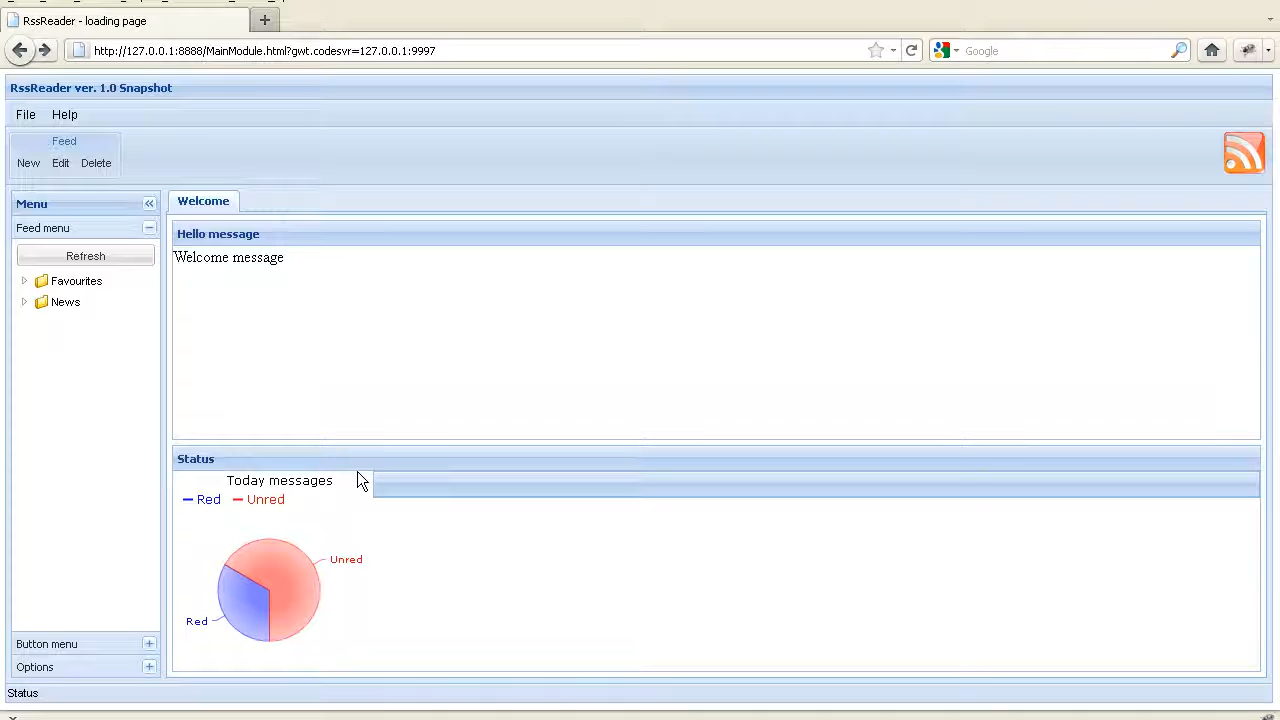 RssReader - loading page
http://127.0.0.1:8888/MainModule.html?gwt.codesvr=127.0.0.1:9997
Google
RssReader ver. 1.0 Snapshot
File Help
Feed
New Edit Delete
Menu
Feed menu
Refresh
Favourites
News
Button menu
Options
Welcome
Hello message
Welcome message
Status
Today messages
Red Unred
Unred
Red
Status